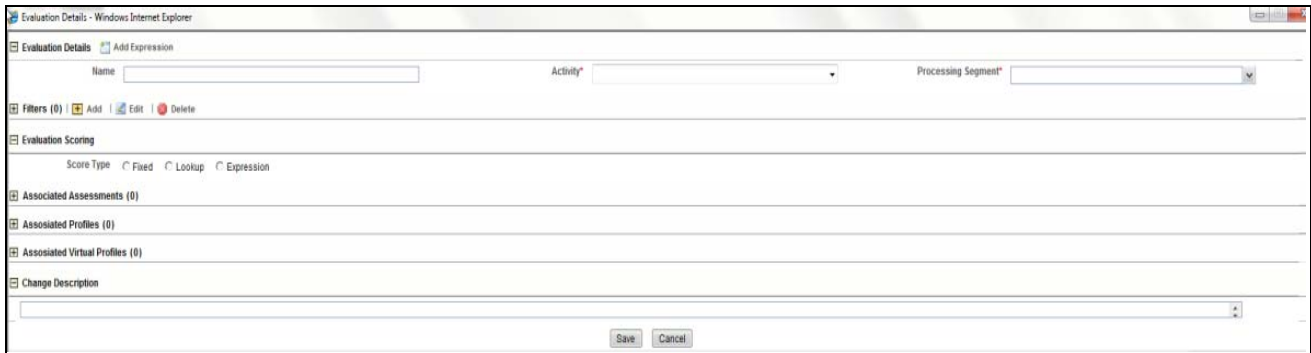 Evaluation Details - Windows Internet Explorer
Evaluation Details Add Expression
Name Activity* Processing Segment*
Filters (0) | Add | Edit | Delete
Evaluation Scoring
Score Type Fixed Lookup Expression
Associated Assessments (0)
Assosiated Profiles (0)
Assosiated Virtual Profiles (0)
Change Description
Save Cancel